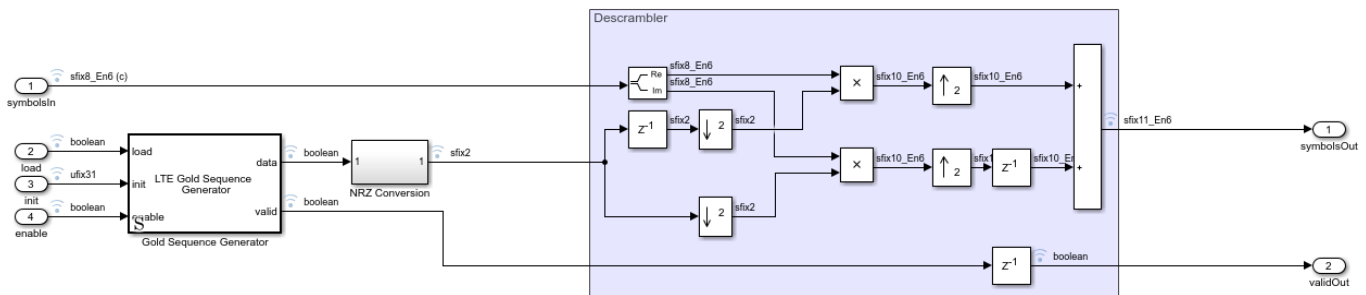 Descrambler
1
sfix8_En6 (c)
symbolsIn
Re
Im
sfix8_En6
sfix8_En6
×
sfix10_En6
2
sfix10_En6
+
sfix11_En6
1
symbolsOut
z-1
sfix2
2
sfix2
2
load
boolean
3
init
ufix31
4
enable
boolean
load
init
enable
S
LTE Gold Sequence
Generator
data
valid
Gold Sequence Generator
boolean
boolean
1
1
NRZ Conversion
sfix2
×
sfix10_En6
2
z-1
+
2
sfix2
z-1
boolean
2
validOut